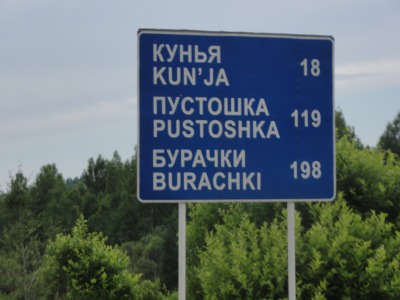 КУНЬЯ
KUN'JA 18
ПУСТОШКА
PUSTOSHKA 119
БУРАЧКИ
BURACHKI 198